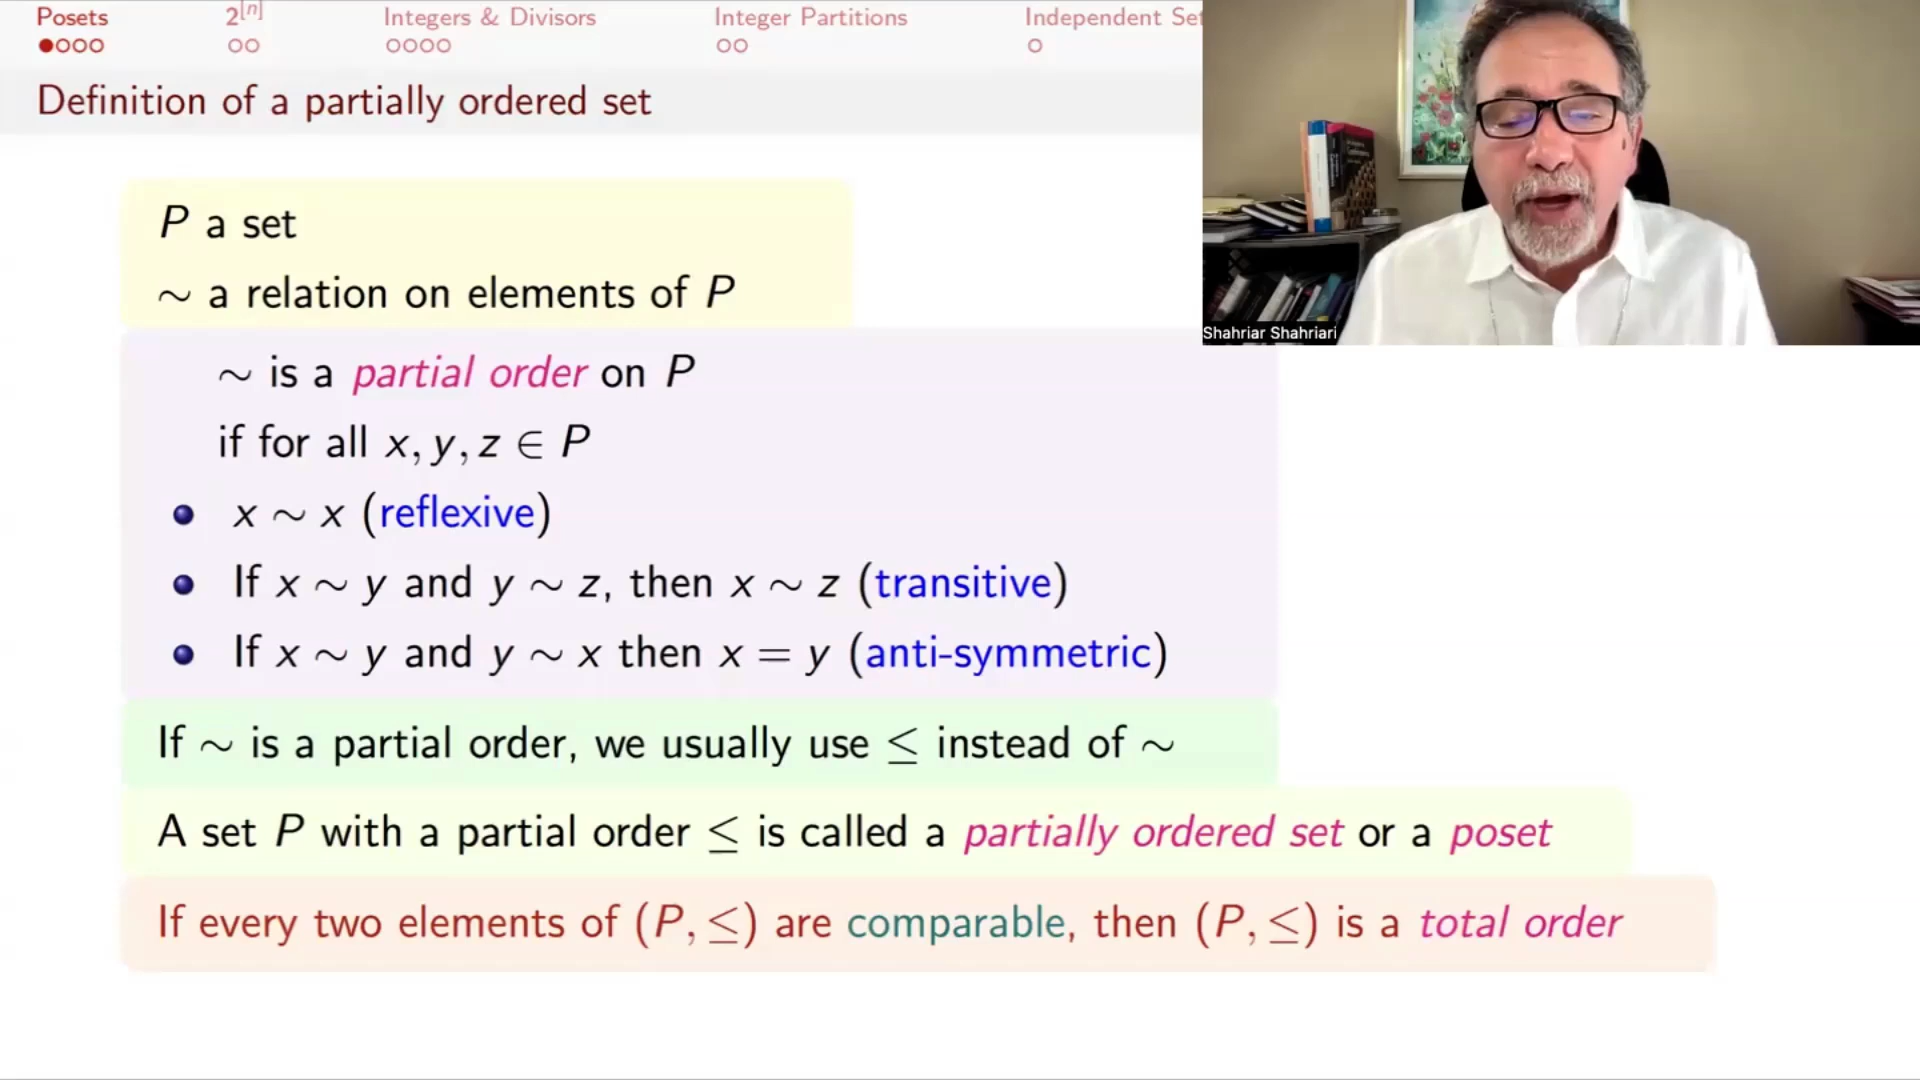 Posets 2^[n] Integers & Divisors Integer Partitions Independent Set
Definition of a partially ordered set
P a set
∼ a relation on elements of P
∼ is a partial order on P
if for all x, y, z ∈ P
x ∼ x (reflexive)
If x ∼ y and y ∼ z, then x ∼ z (transitive)
If x ∼ y and y ∼ x then x = y (anti-symmetric)
If ∼ is a partial order, we usually use ≤ instead of ∼
A set P with a partial order ≤ is called a partially ordered set or a poset
If every two elements of (P, ≤) are comparable, then (P, ≤) is a total order
Shahriar Shahriari